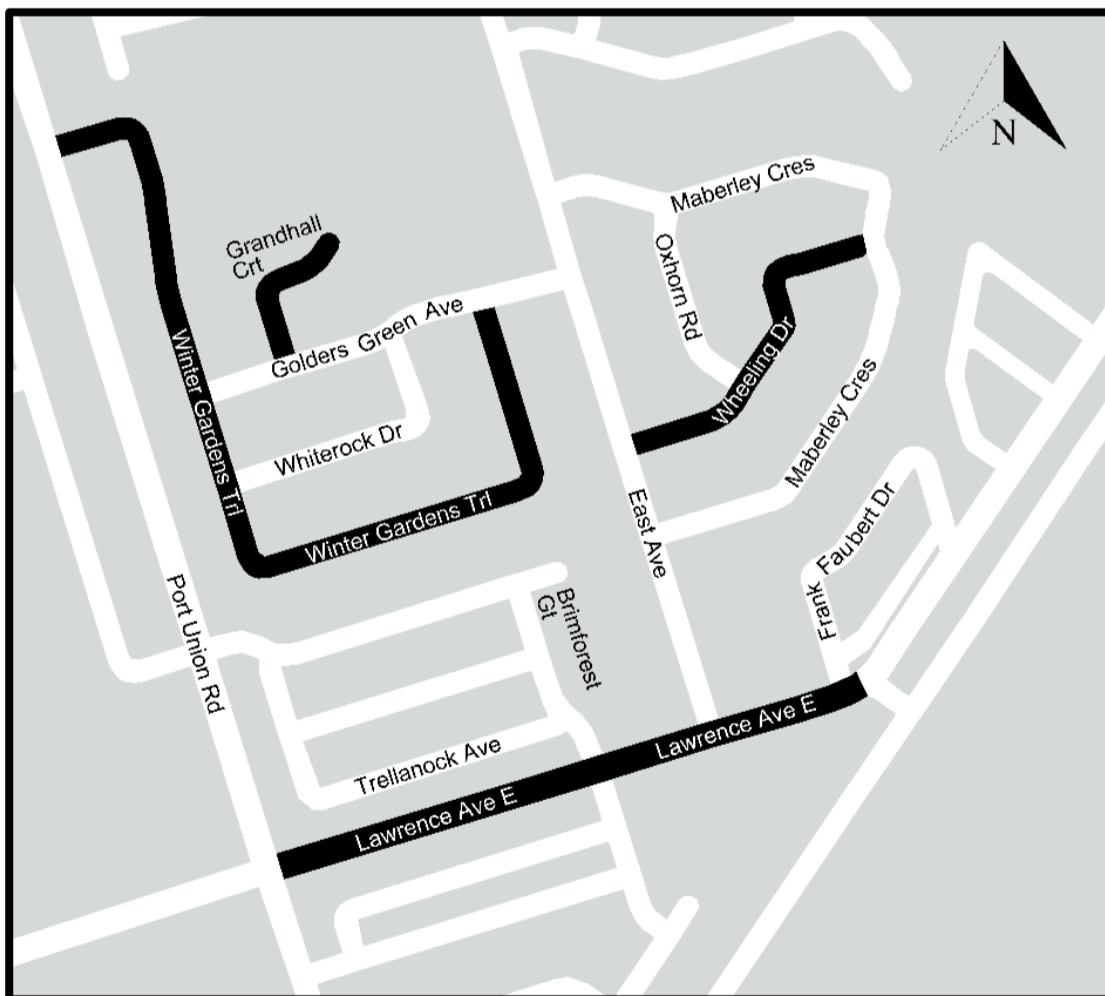 N
Maberley Cres
Grandhall
Crt
Oxhorn Rd
Golders Green Ave
Wheeling Dr
Winter Gardens Trl
Whiterock Dr
Maberley Cres
Winter Gardens Trl
East Ave
Frank Faubert Dr
Port Union Rd
Brimforest
Gt
Trellanock Ave
Lawrence Ave E
Lawrence Ave E